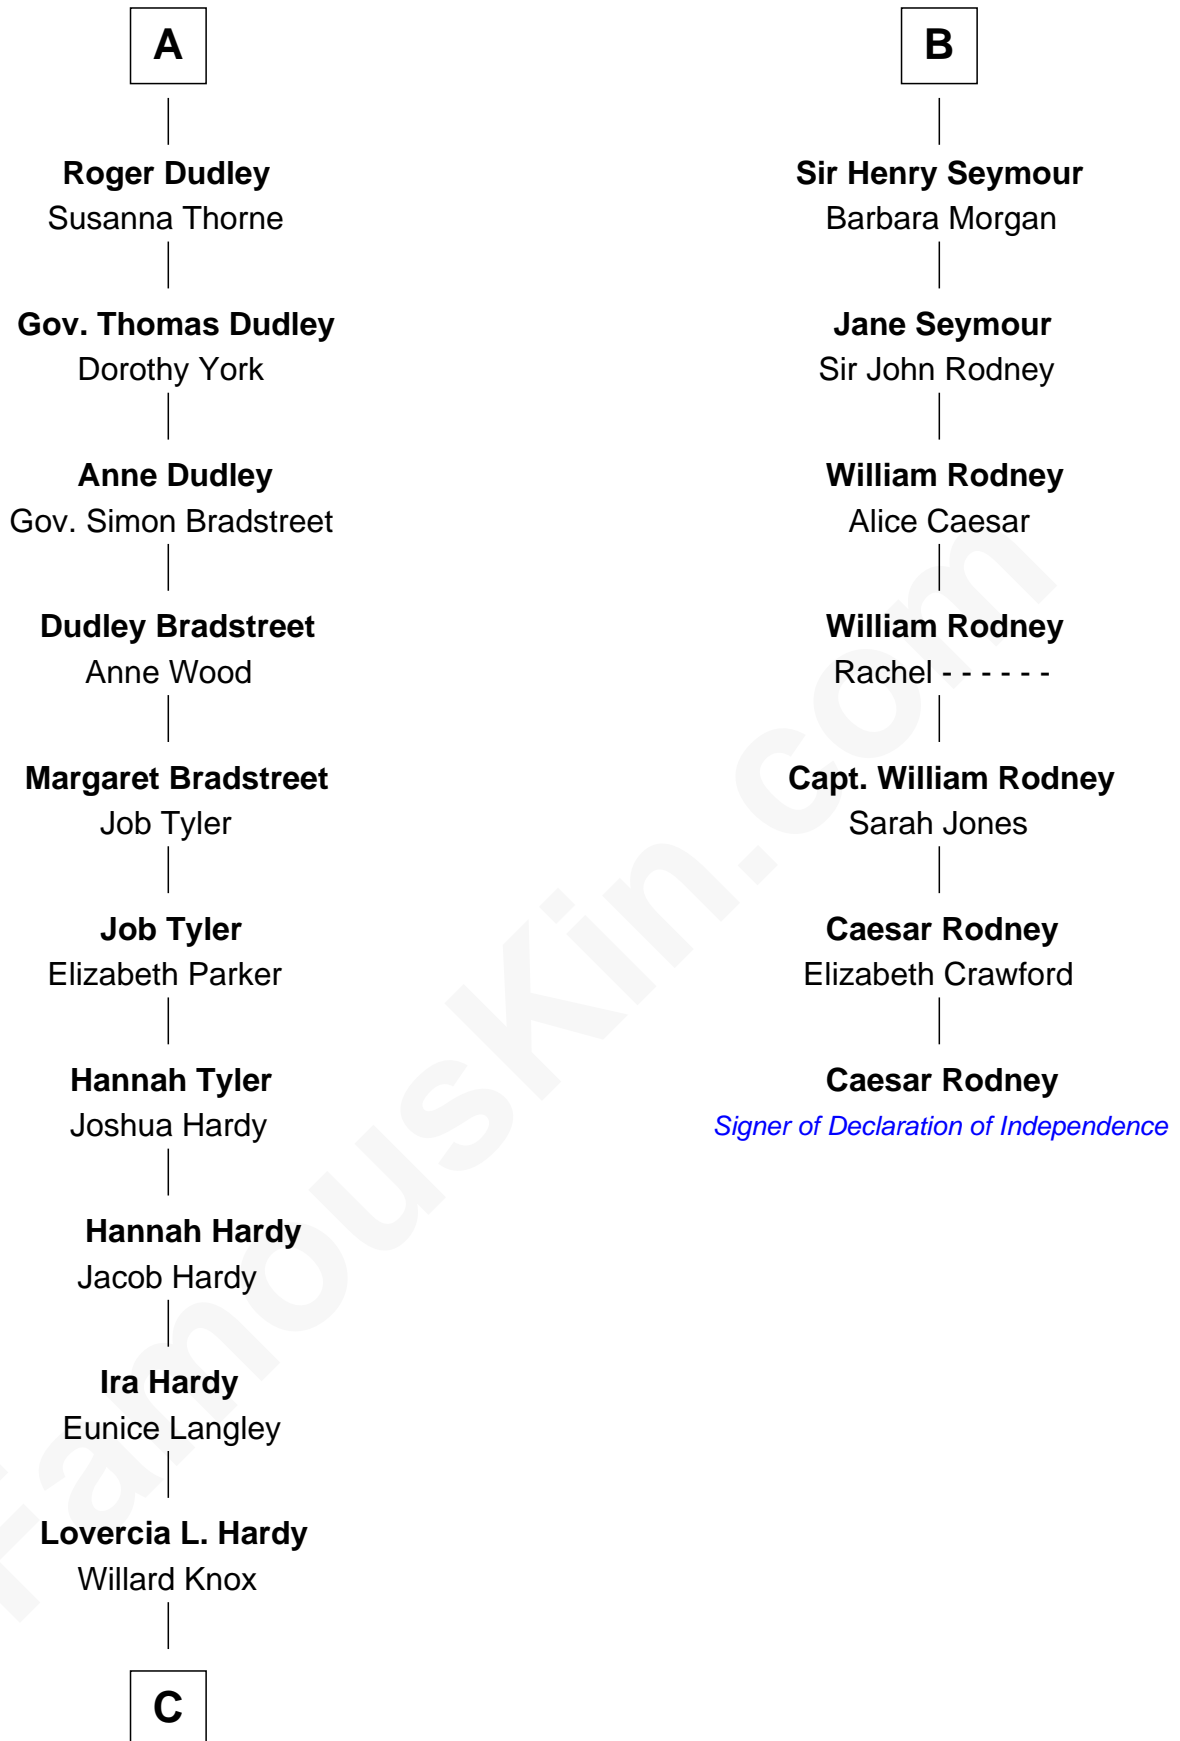 A
Roger Dudley
Susanna Thorne
Gov. Thomas Dudley
Dorothy York
Anne Dudley
Gov. Simon Bradstreet
Dudley Bradstreet
Anne Wood
Margaret Bradstreet
Job Tyler
Job Tyler
Elizabeth Parker
Hannah Tyler
Joshua Hardy
Hannah Hardy
Jacob Hardy
Ira Hardy
Eunice Langley
Lovercia L. Hardy
Willard Knox
C
B
Sir Henry Seymour
Barbara Morgan
Jane Seymour
Sir John Rodney
William Rodney
Alice Caesar
William Rodney
Rachel - - - - - -
Capt. William Rodney
Sarah Jones
Caesar Rodney
Elizabeth Crawford
Caesar Rodney
Signer of Declaration of Independence
FamousKin.com